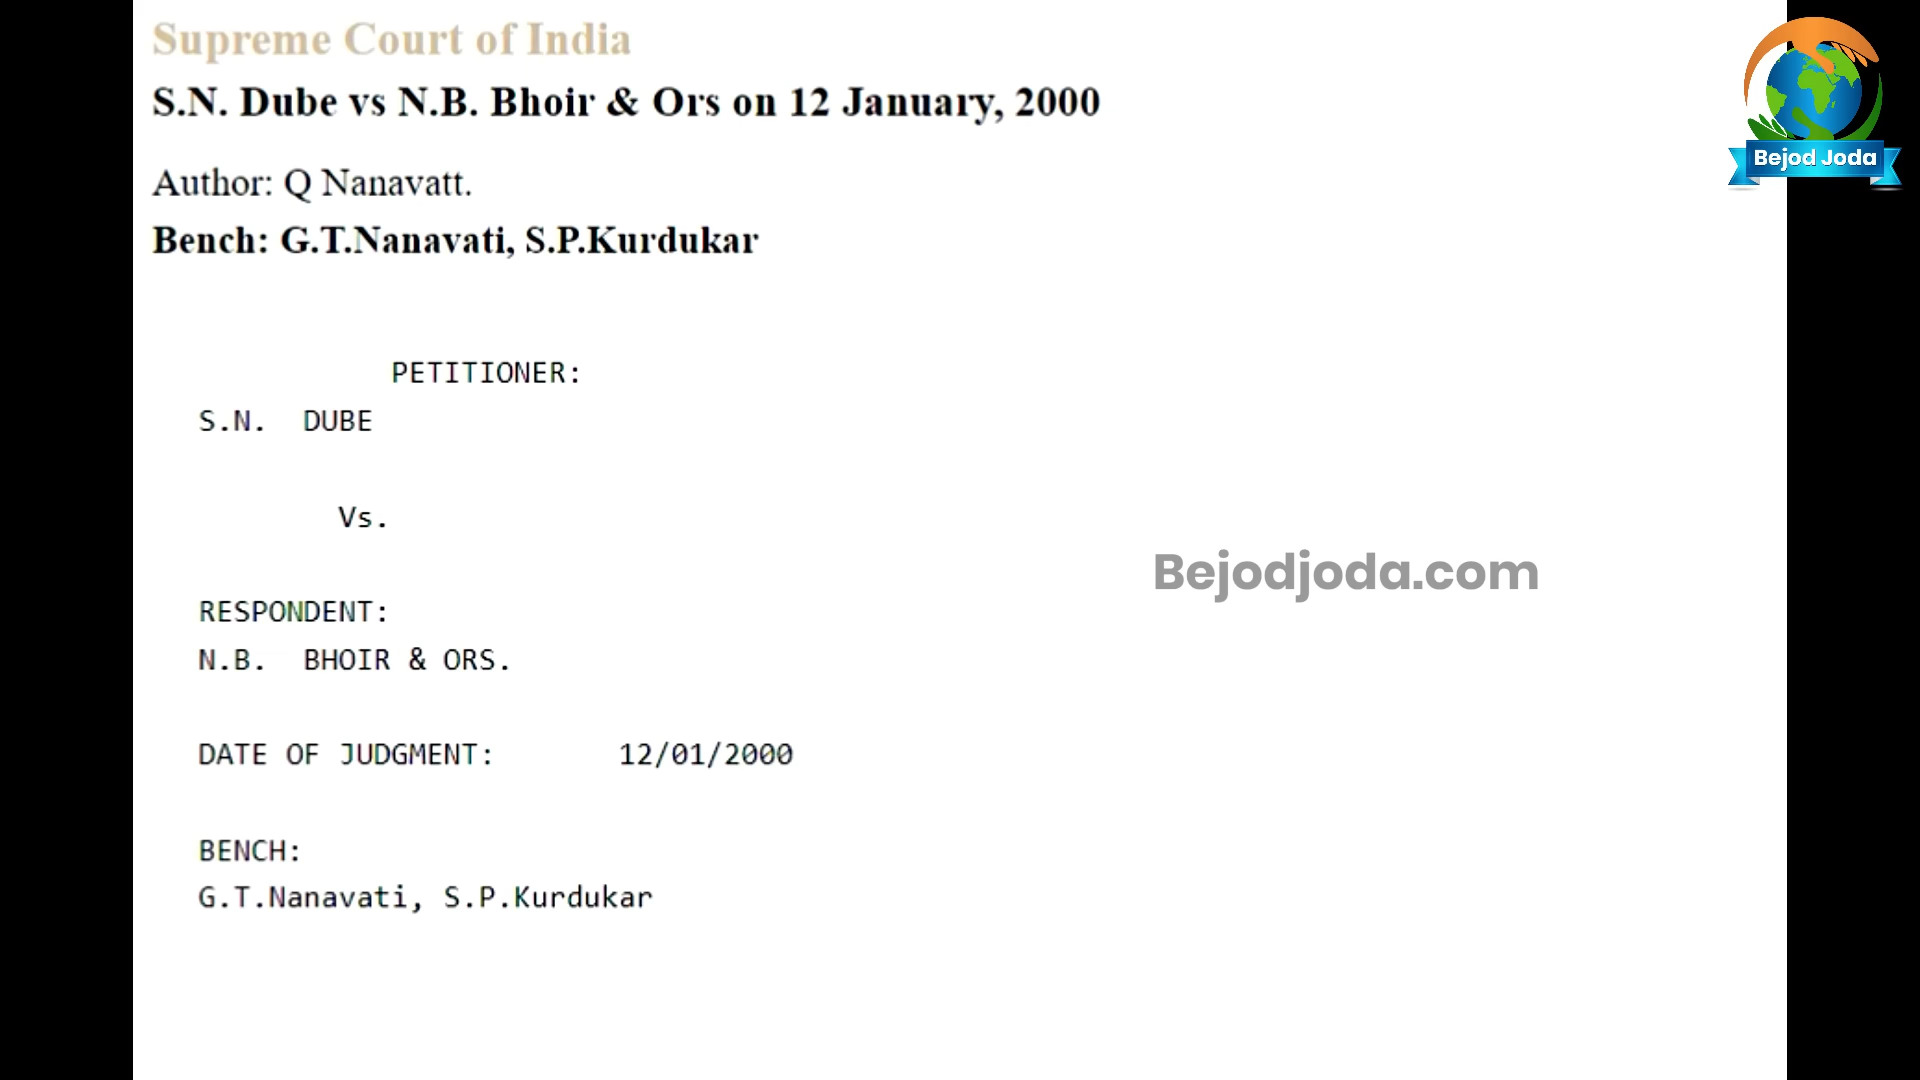 Supreme Court of India
S.N. Dube vs N.B. Bhoir & Ors on 12 January, 2000
Author: Q Nanavatt.
Bench: G.T.Nanavati, S.P.Kurdukar
PETITIONER:
S.N. DUBE
Vs.
RESPONDENT:
N.B. BHOIR & ORS.
DATE OF JUDGMENT: 12/01/2000
BENCH:
G.T.Nanavati, S.P.Kurdukar
Bejod Joda
Bejodjoda.com